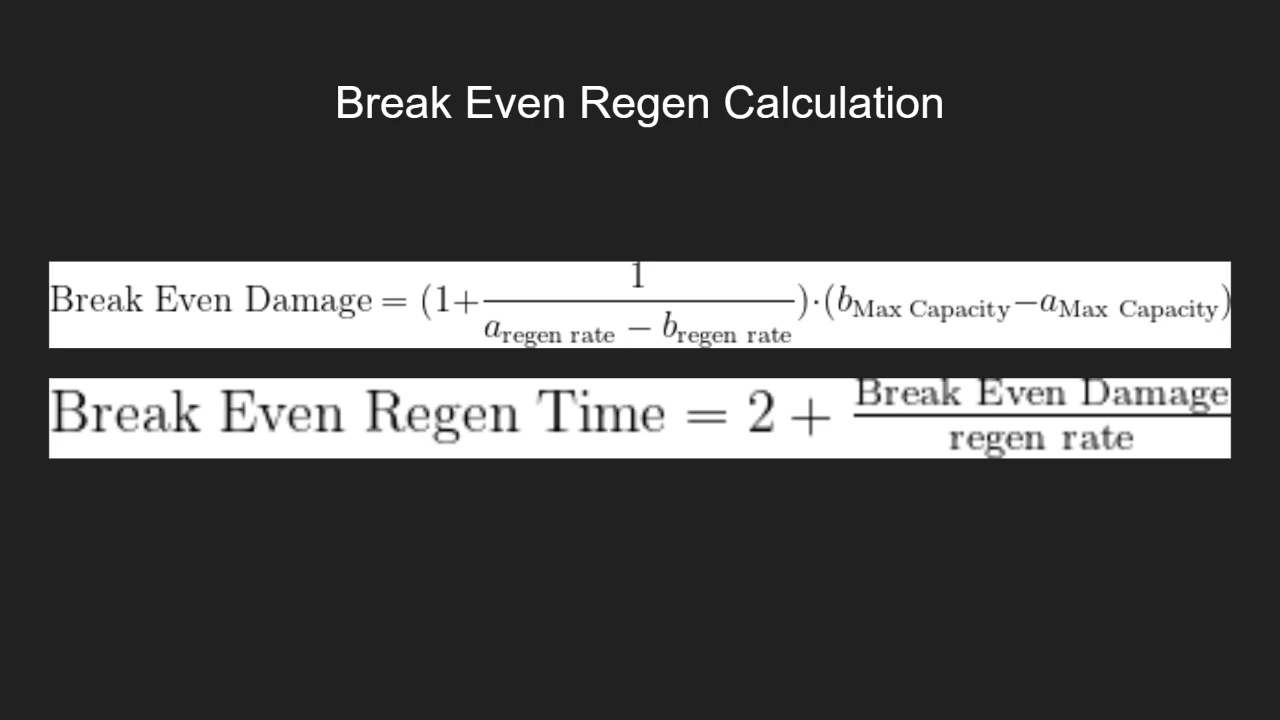 Break Even Regen Calculation
Break Even Damage = (1+ 1 / (a_regen rate − b_regen rate))·(b_Max Capacity−a_Max Capacity)
Break Even Regen Time = 2 + Break Even Damage / regen rate